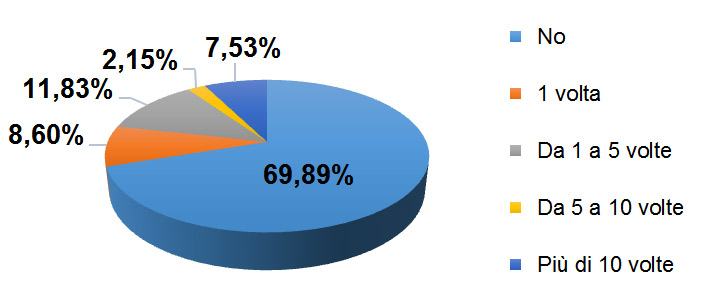 7,53%
2,15%
11,83%
8,60%
69,89%
No
1 volta
Da 1 a 5 volte
Da 5 a 10 volte
Più di 10 volte